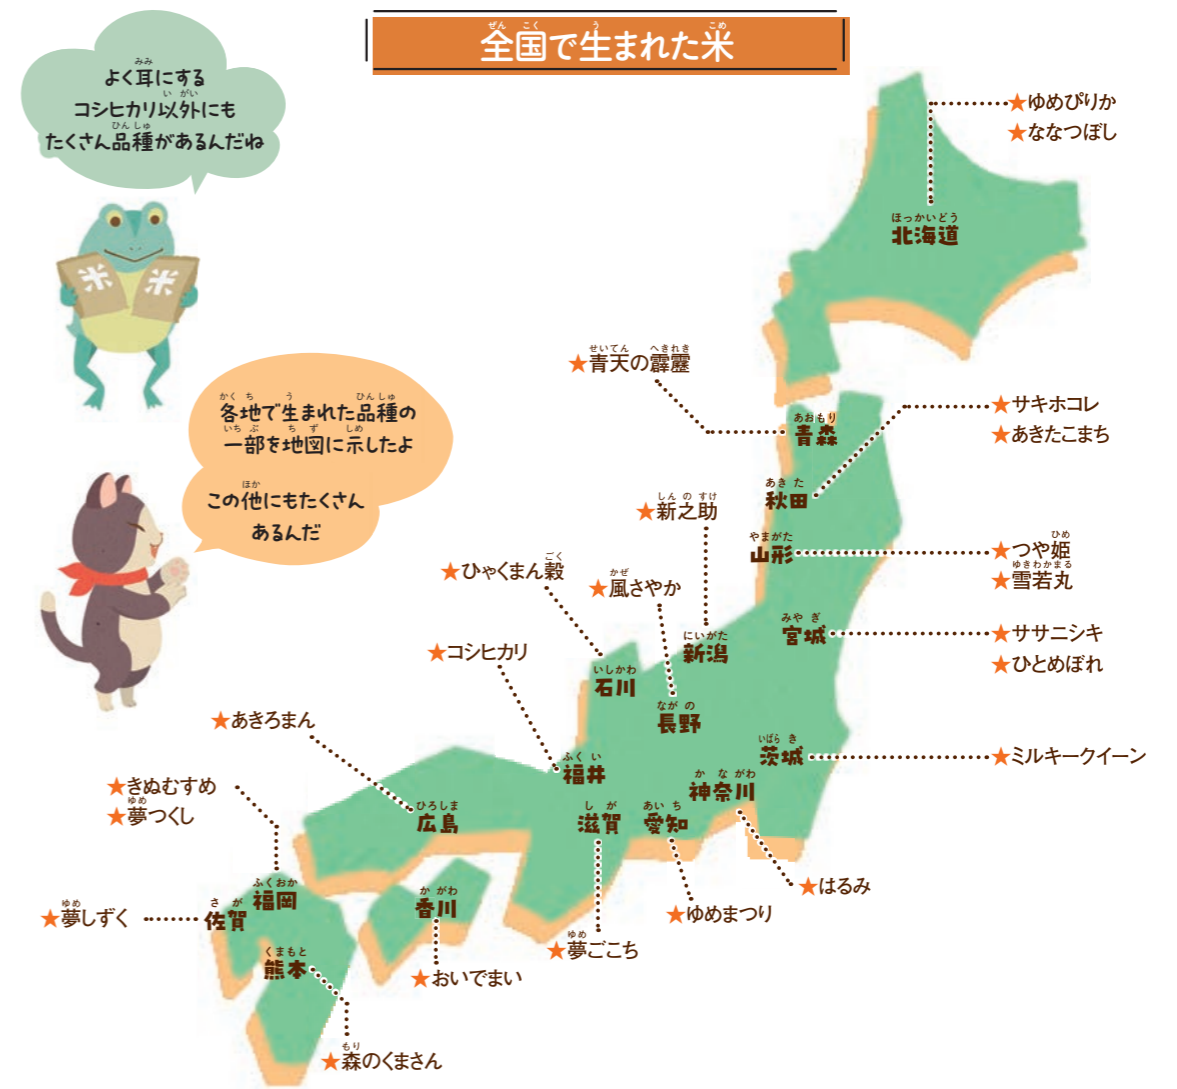 全国で生まれた米
よく耳にする
コシヒカリ以外にも
たくさん品種があるんだね
米 米
各地で生まれた品種の
一部を地図に示したよ
この他にもたくさん
あるんだ
★ゆめぴりか
★ななつぼし
北海道
★青天の霹靂
青森
★サキホコレ
★あきたこまち
秋田
★つや姫
★雪若丸
山形
★ササニシキ
★ひとめぼれ
宮城
★新之助
新潟
★ひゃくまん穀
石川
★風さやか
長野
★コシヒカリ
福井
★ミルキークイーン
茨城
神奈川
★はるみ
愛知
★ゆめまつり
滋賀
★夢ごこち
★あきろまん
広島
香川
★おいでまい
★きぬむすめ
★夢つくし
福岡
★夢しずく
佐賀
熊本
★森のくまさん